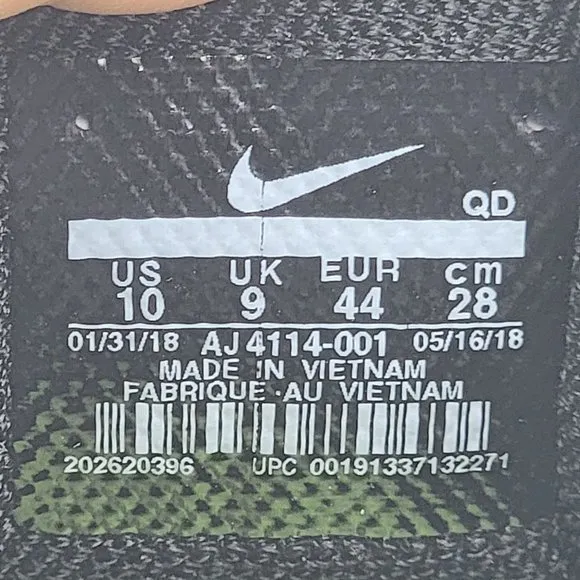 QD
US UK EUR cm
10 9 44 28
01/31/18 AJ4114-001 05/16/18
MADE IN VIETNAM
FABRIQUE AU VIETNAM
202620396 UPC 00191337132271